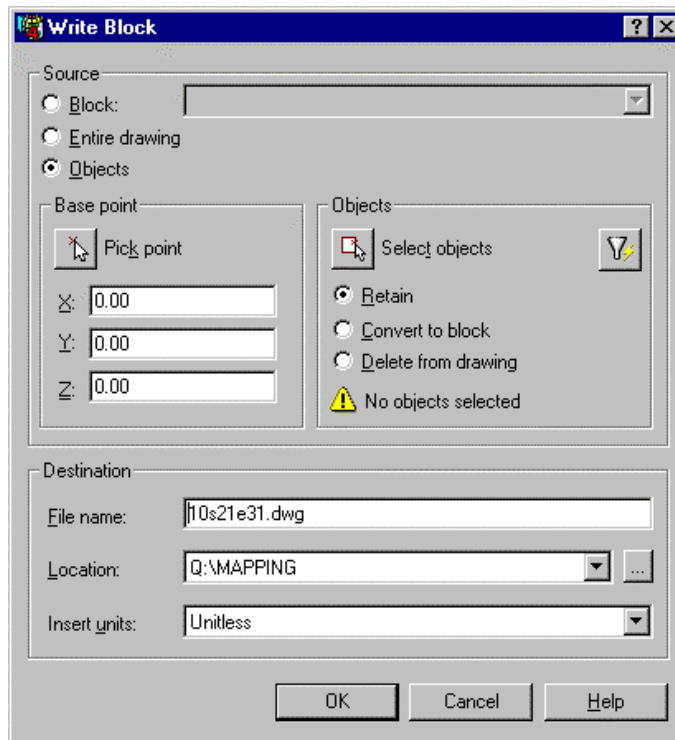 Write Block
Source
Block:
Entire drawing
Objects
Base point
Pick point
X: 0.00
Y: 0.00
Z: 0.00
Objects
Select objects
Retain
Convert to block
Delete from drawing
No objects selected
Destination
File name: 10s21e31.dwg
Location: Q:\MAPPING ...
Insert units: Unitless
OK Cancel Help